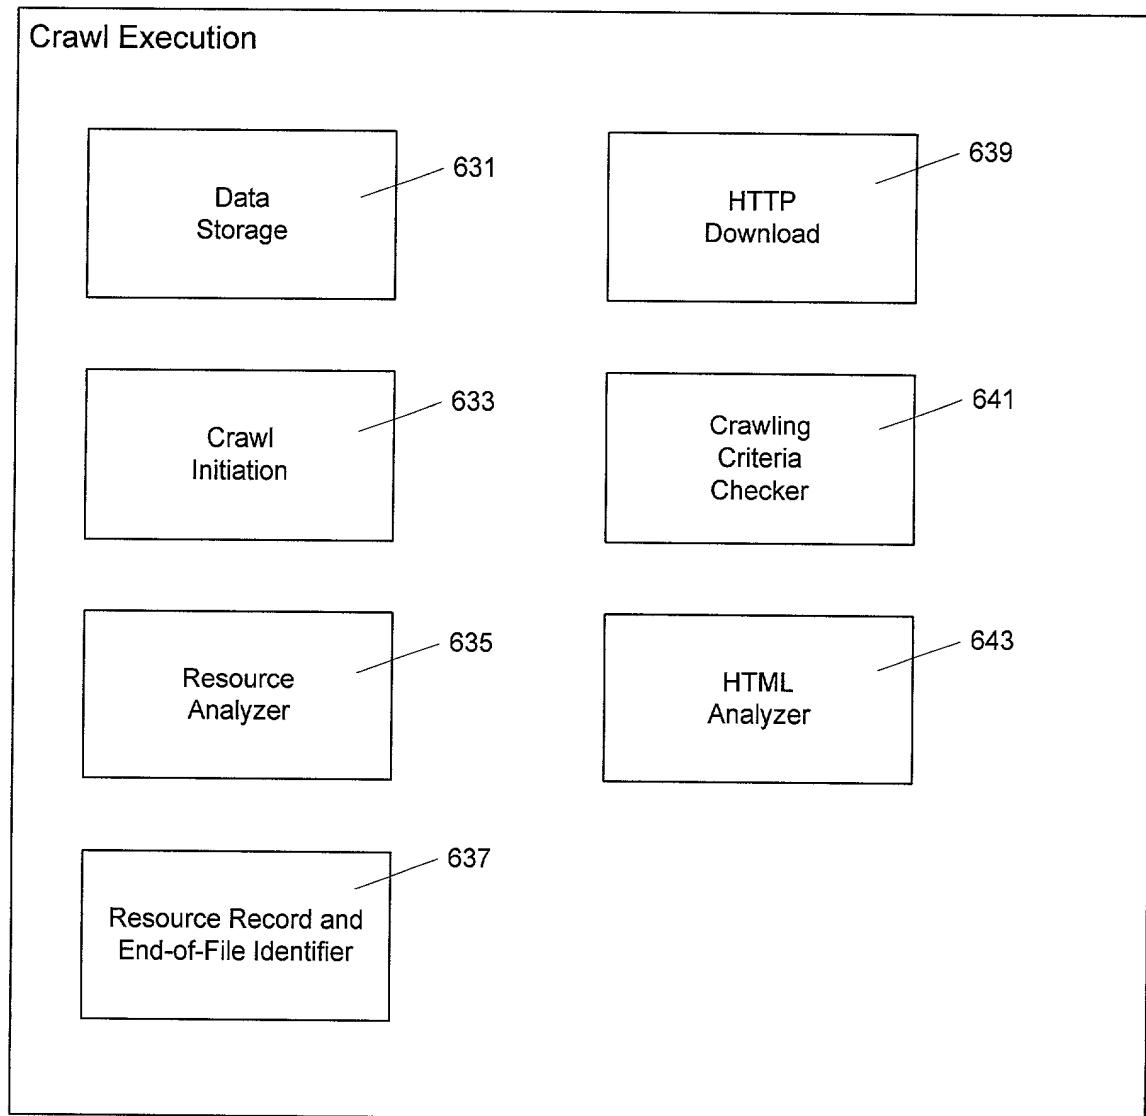 Crawl Execution
Data
Storage
631
HTTP
Download
639
Crawl
Initiation
633
Crawling
Criteria
Checker
641
Resource
Analyzer
635
HTML
Analyzer
643
Resource Record and
End-of-File Identifier
637